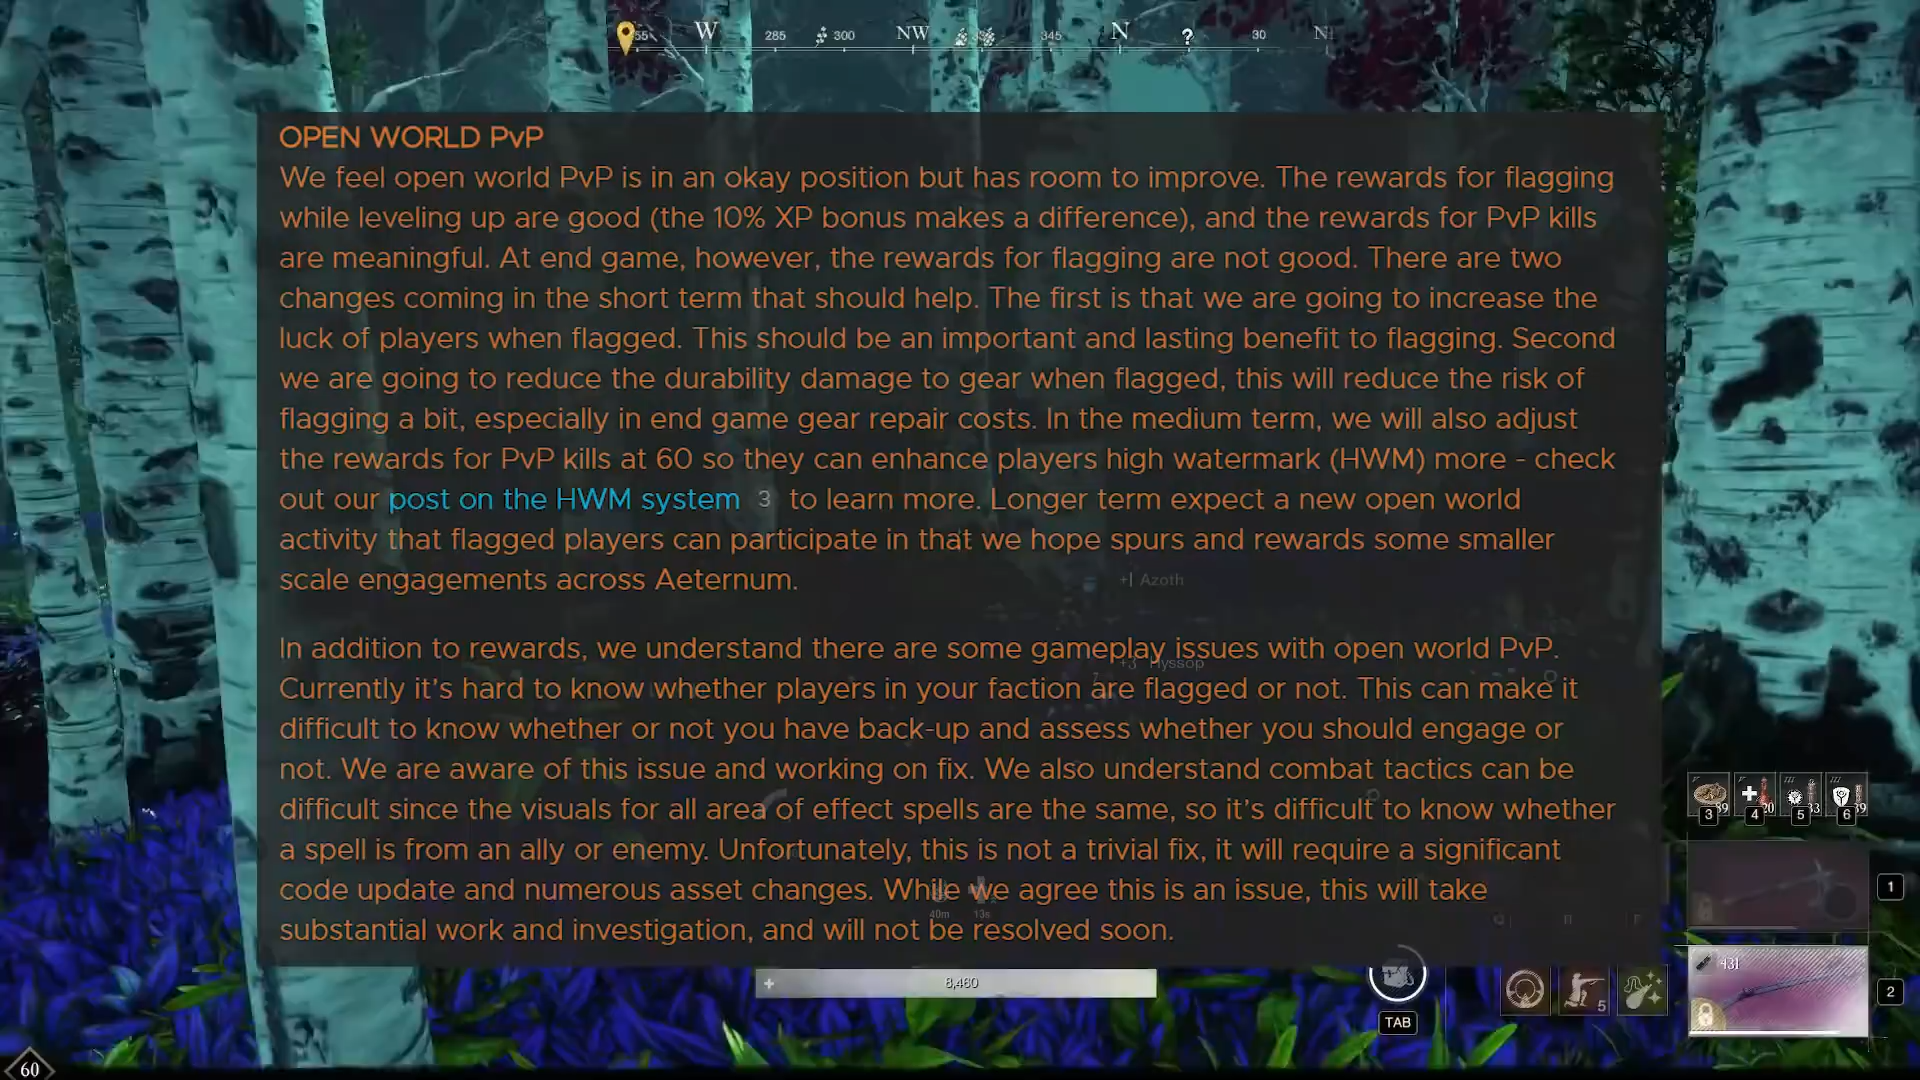 55
W
285
300
NW
345
N
?
30
N
OPEN WORLD PvP
We feel open world PvP is in an okay position but has room to improve. The rewards for flagging
while leveling up are good (the 10% XP bonus makes a difference), and the rewards for PvP kills
are meaningful. At end game, however, the rewards for flagging are not good. There are two
changes coming in the short term that should help. The first is that we are going to increase the
luck of players when flagged. This should be an important and lasting benefit to flagging. Second
we are going to reduce the durability damage to gear when flagged, this will reduce the risk of
flagging a bit, especially in end game gear repair costs. In the medium term, we will also adjust
the rewards for PvP kills at 60 so they can enhance players high watermark (HWM) more - check
out our post on the HWM system 3 to learn more. Longer term expect a new open world
activity that flagged players can participate in that we hope spurs and rewards some smaller
scale engagements across Aeternum.
+1 Azoth
In addition to rewards, we understand there are some gameplay issues with open world PvP.
+3 Hyssop
Currently it's hard to know whether players in your faction are flagged or not. This can make it
difficult to know whether or not you have back-up and assess whether you should engage or
not. We are aware of this issue and working on fix. We also understand combat tactics can be
difficult since the visuals for all area of effect spells are the same, so it's difficult to know whether
a spell is from an ally or enemy. Unfortunately, this is not a trivial fix, it will require a significant
code update and numerous asset changes. While we agree this is an issue, this will take
substantial work and investigation, and will not be resolved soon.
40m 13s
Q R F
3 4 5 6
1
431
2
8,460
5
TAB
60